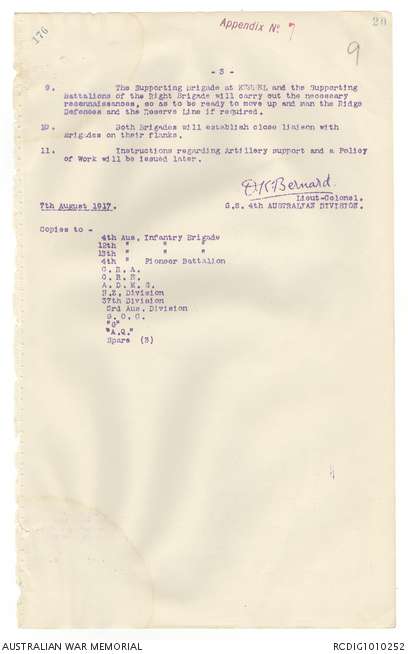 176
Appendix No. 7
20
9
- 3 -
9. The Supporting Brigade at KEMMEL and the Supporting
Battalions of the Right Brigade will carry out the necessary
reconnaissances, so as to be ready to move up and man the Ridge
Defences and the Reserve Line if required.
10. Both Brigades will establish close liaison with
Brigades on their flanks.
11. Instructions regarding Artillery support and a Policy
of Work will be issued later.
D.K. Bernard.
Lieut-Colonel.
7th August 1917.
G.S. 4th AUSTRALIAN DIVISION.
Copies to -
4th Aus. Infantry Brigade
12th " " "
13th " " "
4th " Pioneer Battalion
C.R.A.
C.R.E.
A.D.M.S.
N.Z. Division
37th Division
3rd Aus. Division
G.O.C.
"G"
"A.Q."
Spare (3)
AUSTRALIAN WAR MEMORIAL
RCDIG1010252